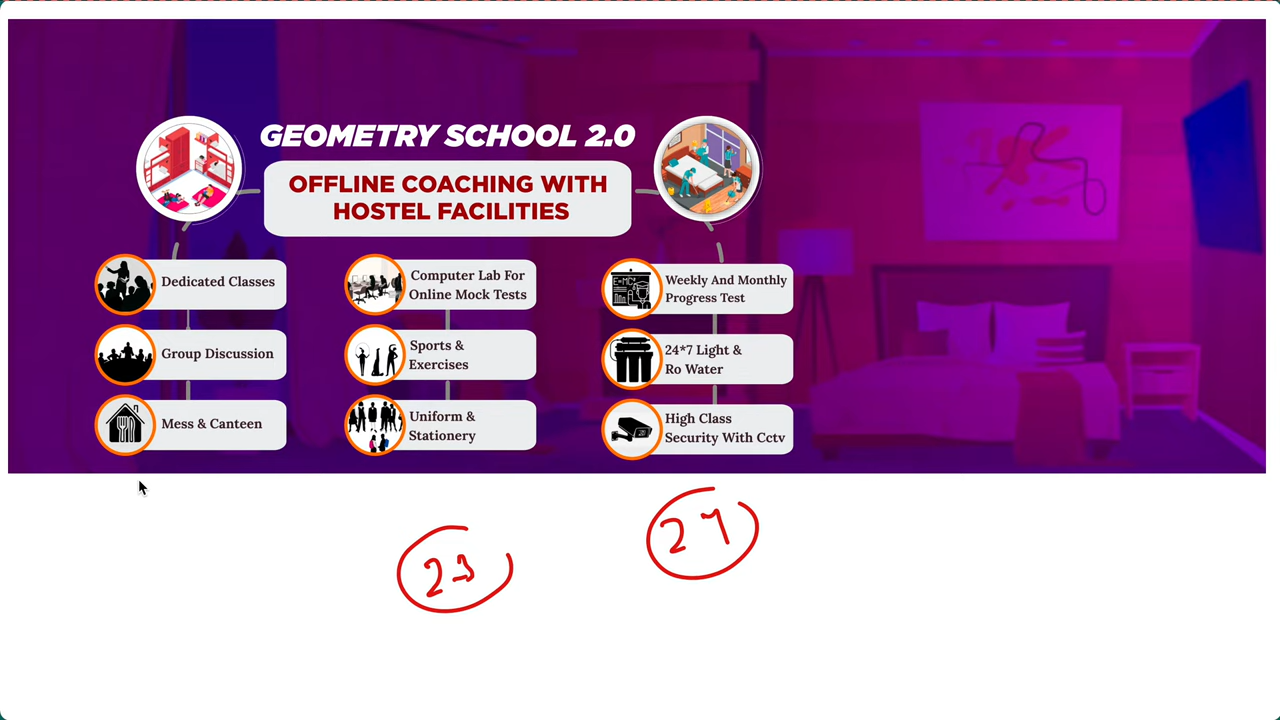 GEOMETRY SCHOOL 2.0
OFFLINE COACHING WITH
HOSTEL FACILITIES
Dedicated Classes
Group Discussion
Mess & Canteen
Computer Lab For
Online Mock Tests
Sports &
Exercises
Uniform &
Stationery
E=MC²
Weekly And Monthly
Progress Test
24*7 Light &
Ro Water
High Class
Security With Cctv
23
27